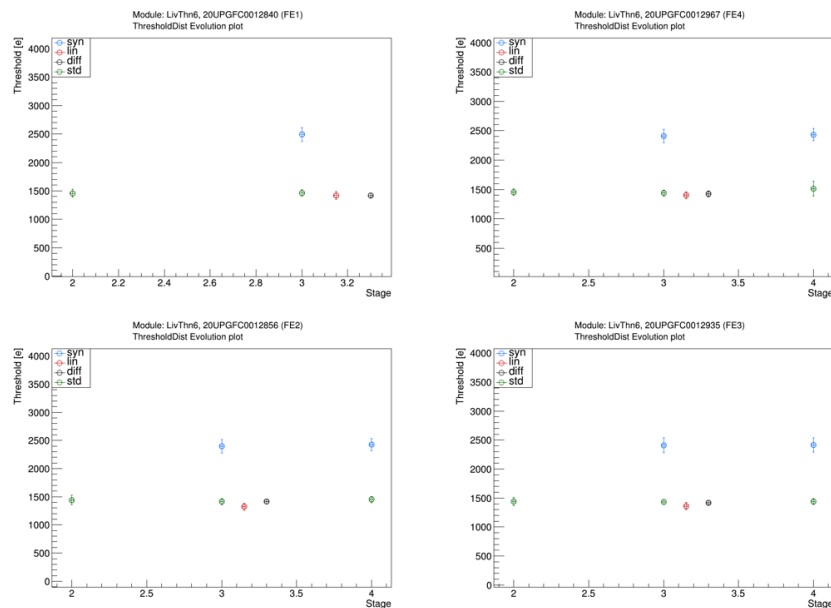 Module: LivThn6, 20UPGFC0012840 (FE1)
ThresholdDist Evolution plot
Threshold [e]
syn
lin
diff
std
4000
3500
3000
2500
2000
1500
1000
500
0
2 2.2 2.4 2.6 2.8 3 3.2
Stage
Module: LivThn6, 20UPGFC0012967 (FE4)
ThresholdDist Evolution plot
Threshold [e]
syn
lin
diff
std
4000
3500
3000
2500
2000
1500
1000
500
0
2 2.5 3 3.5 4
Stage
Module: LivThn6, 20UPGFC0012856 (FE2)
ThresholdDist Evolution plot
Threshold [e]
syn
lin
diff
std
4000
3500
3000
2500
2000
1500
1000
500
0
2 2.5 3 3.5 4
Stage
Module: LivThn6, 20UPGFC0012935 (FE3)
ThresholdDist Evolution plot
Threshold [e]
syn
lin
diff
std
4000
3500
3000
2500
2000
1500
1000
500
0
2 2.5 3 3.5 4
Stage